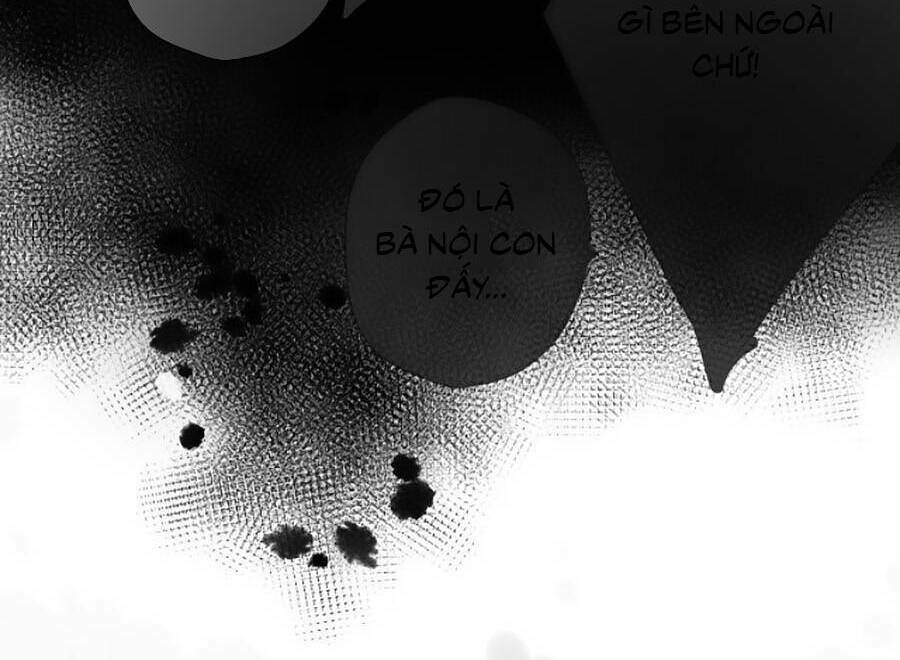 GÌ BÊN NGOÀI
CHỨ!
ĐÓ LÀ
BÀ NỘI CON
ĐẤY...